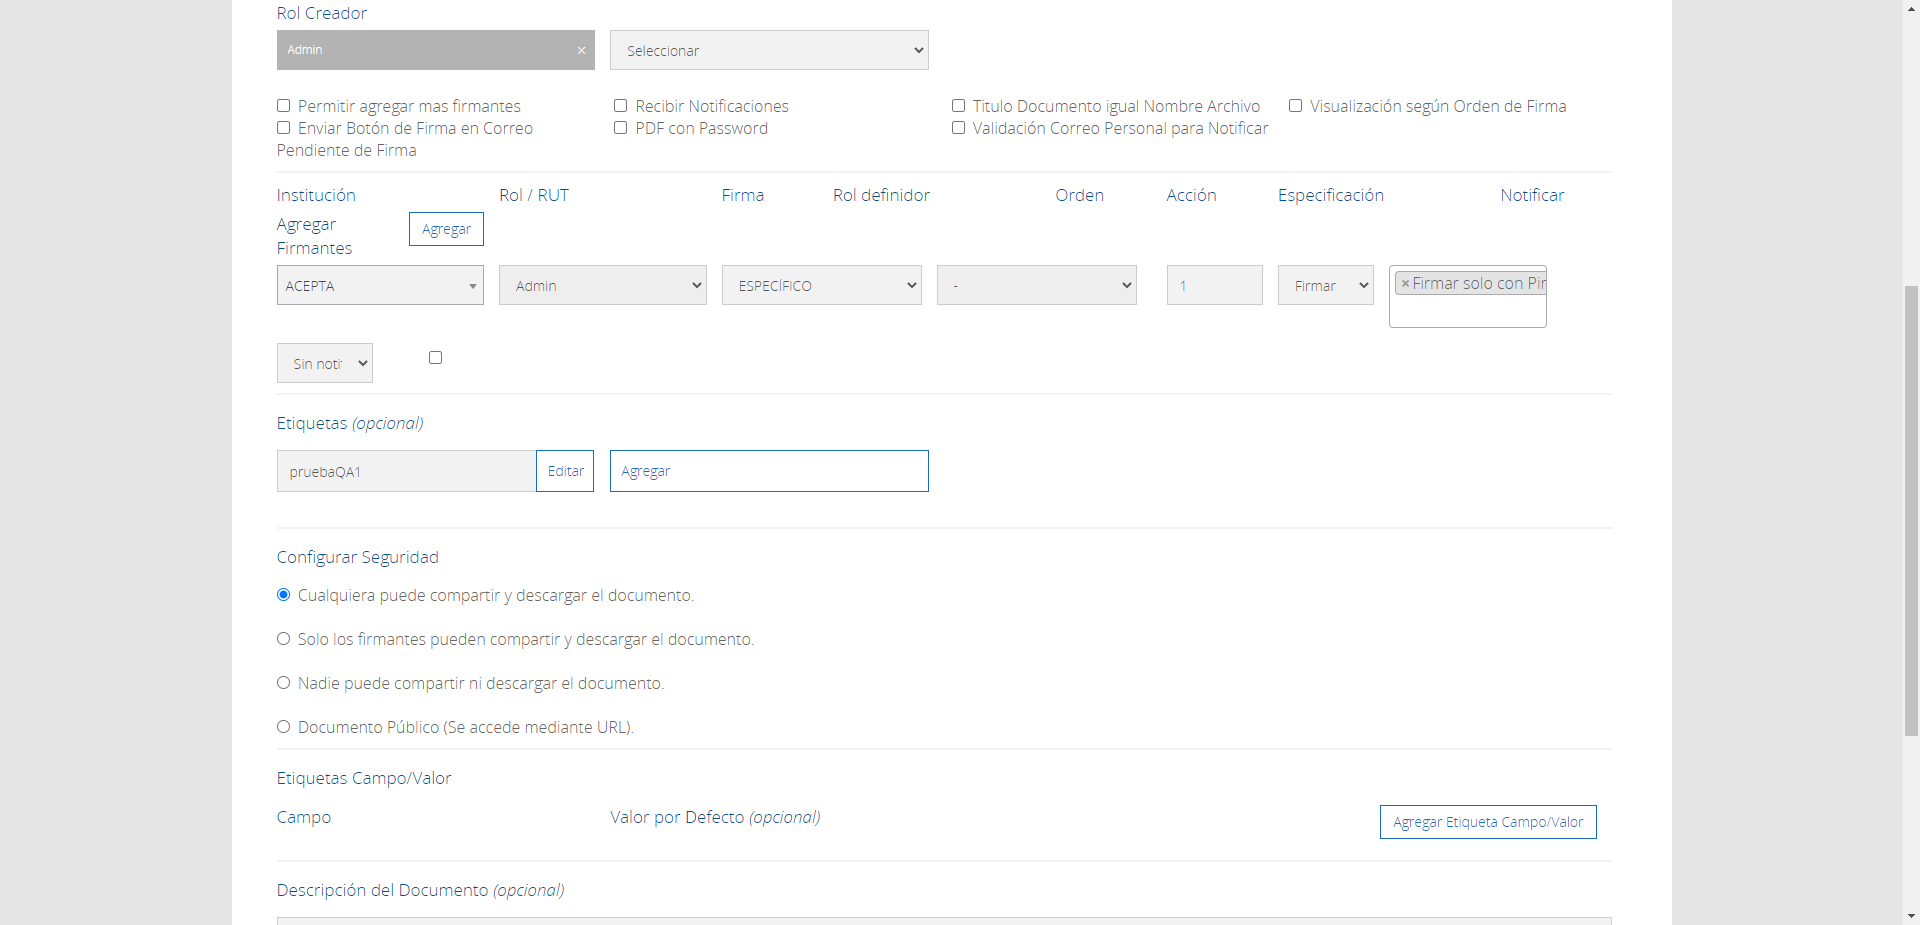 Rol Creador
Admin × Seleccionar
Permitir agregar mas firmantes Recibir Notificaciones Titulo Documento igual Nombre Archivo Visualización según Orden de Firma
Enviar Botón de Firma en Correo PDF con Password Validación Correo Personal para Notificar
Pendiente de Firma
Institución Rol / RUT Firma Rol definidor Orden Acción Especificación Notificar
Agregar
Firmantes Agregar
ACEPTA Admin ESPECÍFICO - 1 Firmar × Firmar solo con Pin
Sin noti
Etiquetas (opcional)
pruebaQA1 Editar Agregar
Configurar Seguridad
Cualquiera puede compartir y descargar el documento.
Solo los firmantes pueden compartir y descargar el documento.
Nadie puede compartir ni descargar el documento.
Documento Público (Se accede mediante URL).
Etiquetas Campo/Valor
Campo Valor por Defecto (opcional) Agregar Etiqueta Campo/Valor
Descripción del Documento (opcional)